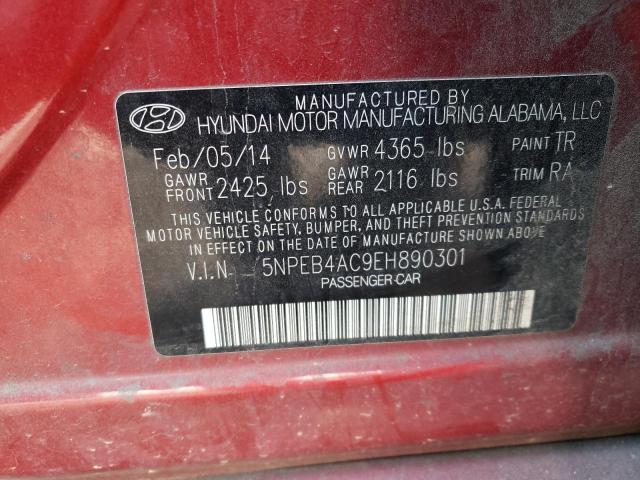 MANUFACTURED BY
HYUNDAI MOTOR MANUFACTURING ALABAMA, LLC
Feb/05/14 GVWR 4365 lbs PAINT TR
GAWR FRONT 2425 lbs GAWR REAR 2116 lbs TRIM RA
THIS VEHICLE CONFORMS TO ALL APPLICABLE U.S.A. FEDERAL
MOTOR VEHICLE SAFETY, BUMPER, AND THEFT PREVENTION STANDARDS
IN EFFECT ON THE DATE OF MANUFACTURE SHOWN ABOVE.
V.I.N. 5NPEB4AC9EH890301
PASSENGER CAR